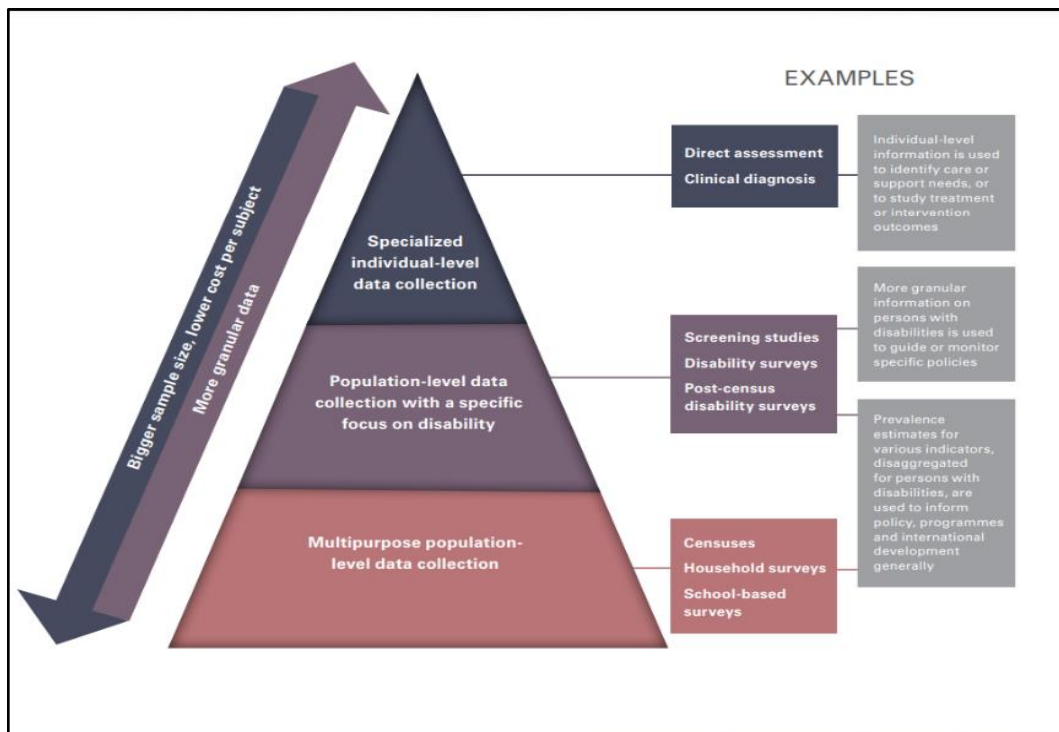 EXAMPLES
Bigger sample size, lower cost per subject
More granular data
Specialized
individual-level
data collection
Direct assessment
Clinical diagnosis
Individual-level
information is used
to identify care or
support needs, or
to study treatment
or intervention
outcomes
Population-level data
collection with a specific
focus on disability
Screening studies
Disability surveys
Post-census
disability surveys
More granular
information on
persons with
disabilities is used
to guide or monitor
specific policies
Prevalence
estimates for
various indicators,
disaggregated
for persons with
disabilities, are
used to inform
policy, programmes
and international
development
generally
Multipurpose population-
level data collection
Censuses
Household surveys
School-based
surveys